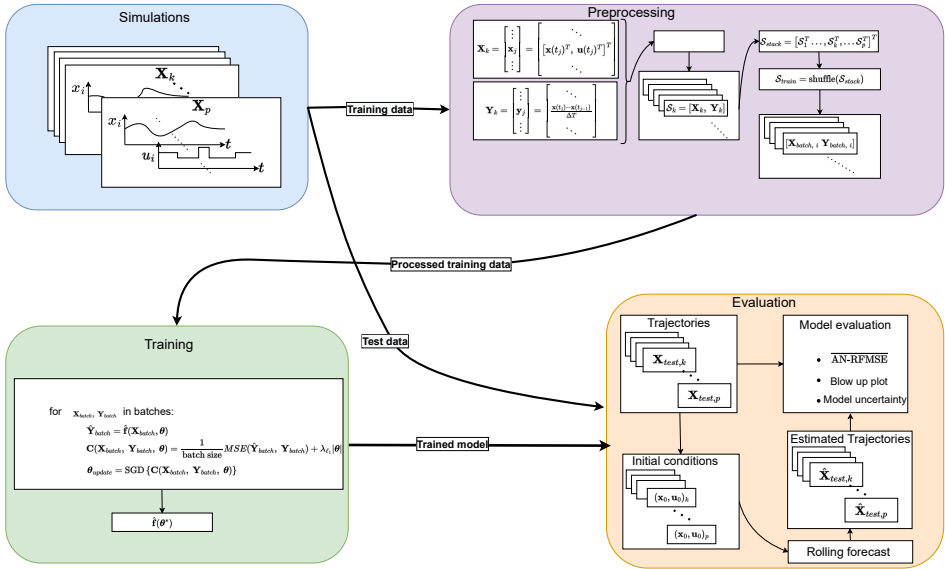 Simulations
X_k
x_i
X_p
x_i
t
u_i
t
Training data
Preprocessing
X_k = [⋮ x_j ⋮] = [⋱ [x(t_j)^T, u(t_j)^T]^T ⋱]
Y_k = [⋮ y_j ⋮] = [⋱ (x(t_j)−x(t_{j−1}))/ΔT ⋱]
S_k = [X_k, Y_k]
S_stack = [S_1^T …, S_k^T, … S_p^T]^T
S_train = shuffle(S_stack)
[X_batch, i Y_batch, i]
Processed training data
Test data
Training
for X_batch, Y_batch in batches:
Ŷ_batch = f̂(X_batch, θ)
C(X_batch, Y_batch, θ) = 1/batch size MSE(Ŷ_batch, Y_batch) + λ_{ℓ_1}|θ|
θ_update = SGD {C(X_batch, Y_batch, θ)}
f̂(θ*)
Trained model
Evaluation
Trajectories
X_test,k
X_test,p
Initial conditions
(x_0, u_0)_k
(x_0, u_0)_p
Model evaluation
• AN-RFMSE
• Blow up plot
• Model uncertainty
Estimated Trajectories
X̂_test,k
X̂_test,p
Rolling forecast